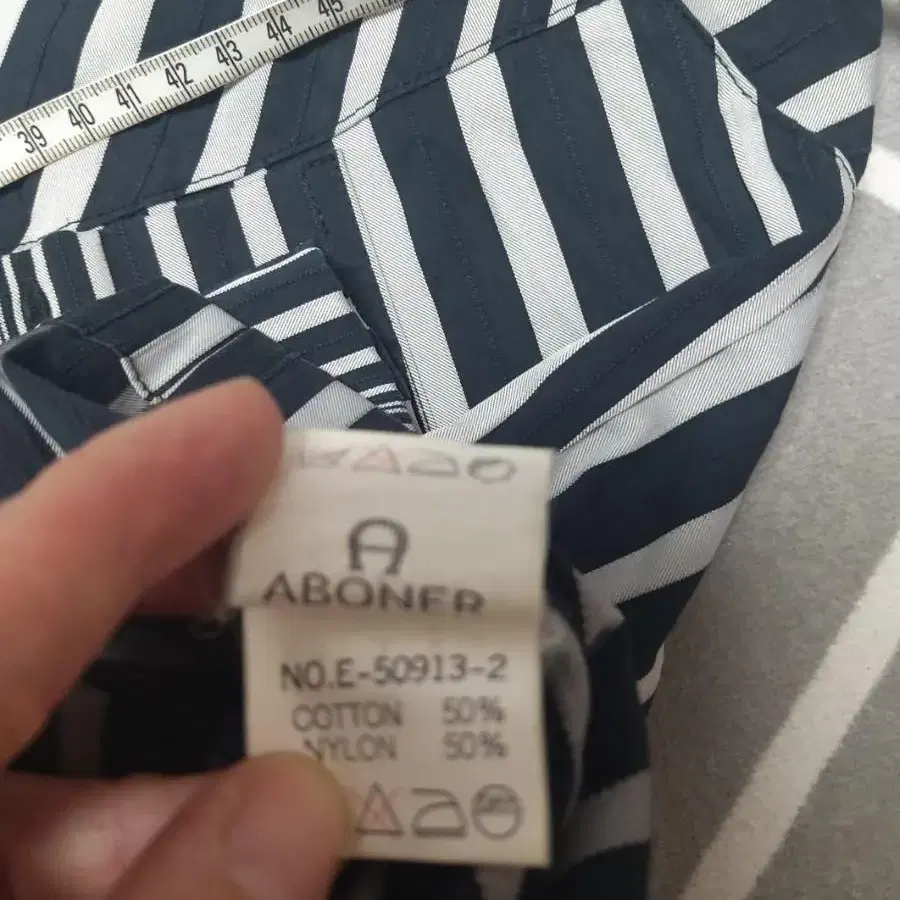 39 40 41 42 43 44 45
ABONER
NO.E-50913-2
COTTON 50%
NYLON 50%